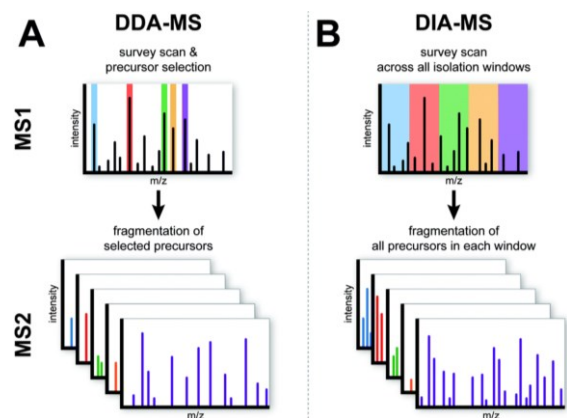 A
DDA-MS
survey scan &
precursor selection
MS1
intensity
m/z
fragmentation of
selected precursors
MS2
intensity
m/z
B
DIA-MS
survey scan
across all isolation windows
intensity
m/z
fragmentation of
all precursors in each window
intensity
m/z